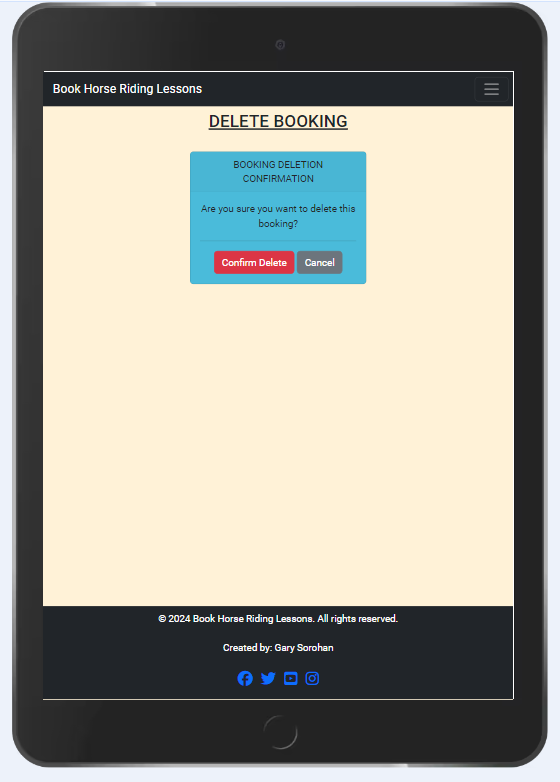 Book Horse Riding Lessons
DELETE BOOKING
BOOKING DELETION
CONFIRMATION
Are you sure you want to delete this
booking?
Confirm Delete Cancel
© 2024 Book Horse Riding Lessons. All rights reserved.
Created by: Gary Sorohan